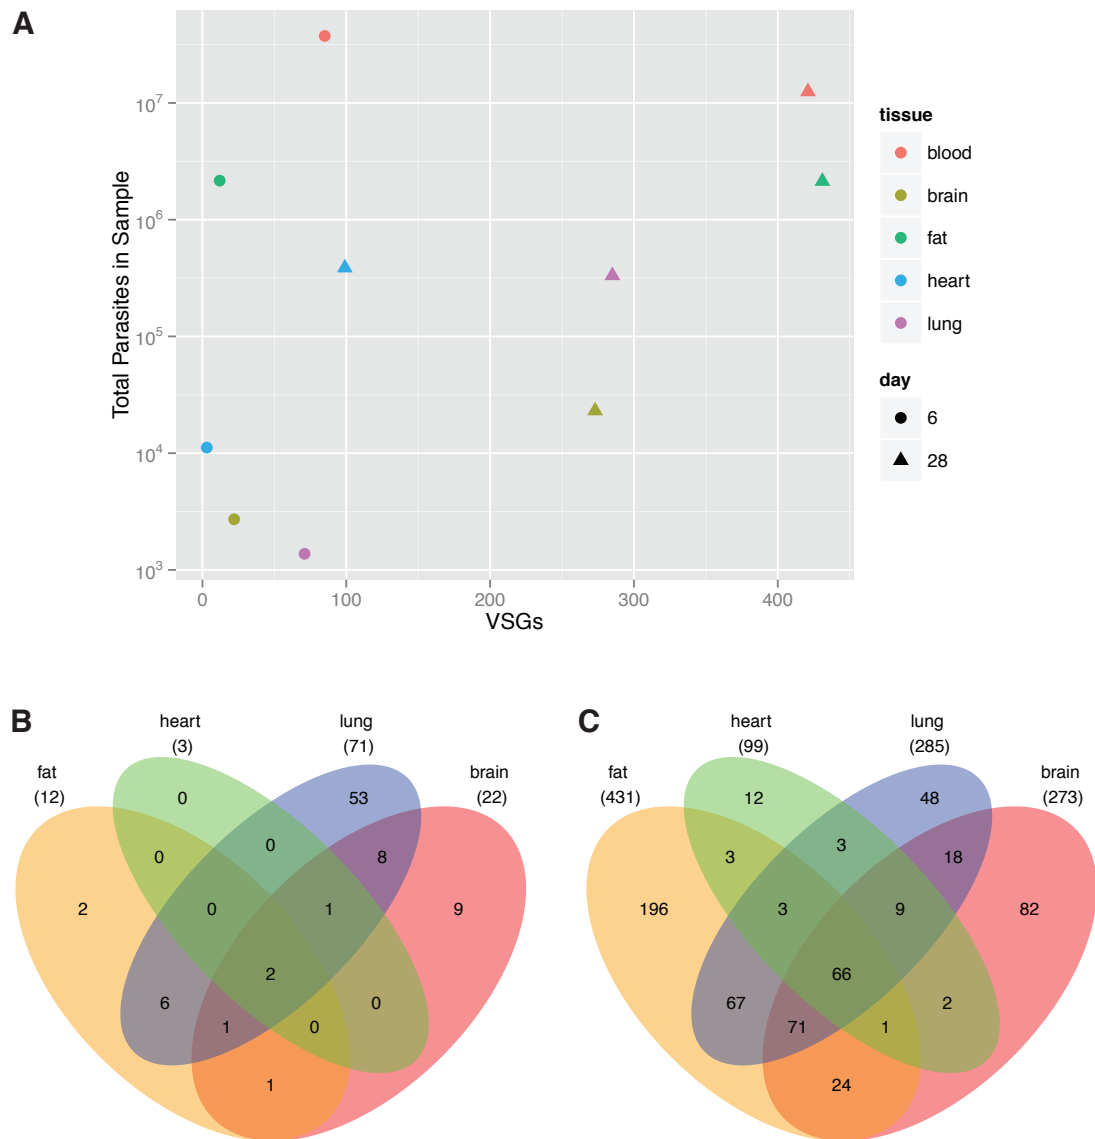 A
Total Parasites in Sample
10^7
10^6
10^5
10^4
10^3
0 100 200 300 400
VSGs
tissue
blood
brain
fat
heart
lung
day
6
28
B
heart
(3)
lung
(71)
fat
(12)
brain
(22)
0 53
0
0 8
2 0 1 9
2
6 0
1 0
1
C
heart
(99)
lung
(285)
fat
(431)
brain
(273)
12 48
3
3 18
196 3 9 82
66
67 2
71 1
24